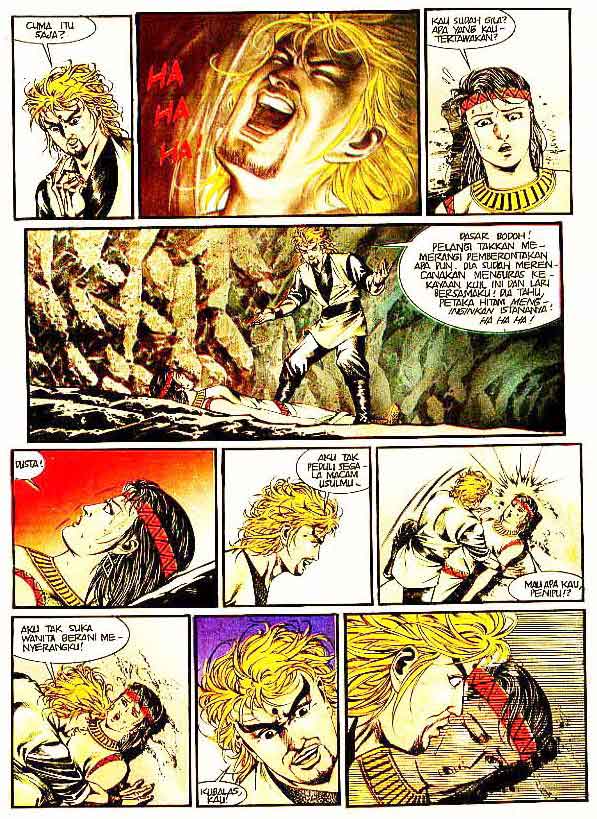 CUMA ITU
SAJA?
HA
HA
HA!
KAU SUDAH GILA?
APA YANG KAU-
TERTAWAKAN?
DASAR BODOH!
PELANGI TAKKAN ME-
MERANGI PEMBERONTAKAN
APA PUN. DIA SUDAH MEREN-
CANAKAN MENGURAS KE-
KAYAAN KUIL INI DAN LARI
BERSAMAKU! DIA TAHU,
PETAKA HITAM MENG-
INGINKAN ISTANANYA!
HA HA HA!
DUSTA!
AKU TAK
PEDULI SEGA-
LA MACAM
USULMU.
MAU APA KAU,
PENIPU!?
AKU TAK SUKA
WANITA BERANI ME-
NYERANGKU!
KUBALAS,
KAU!